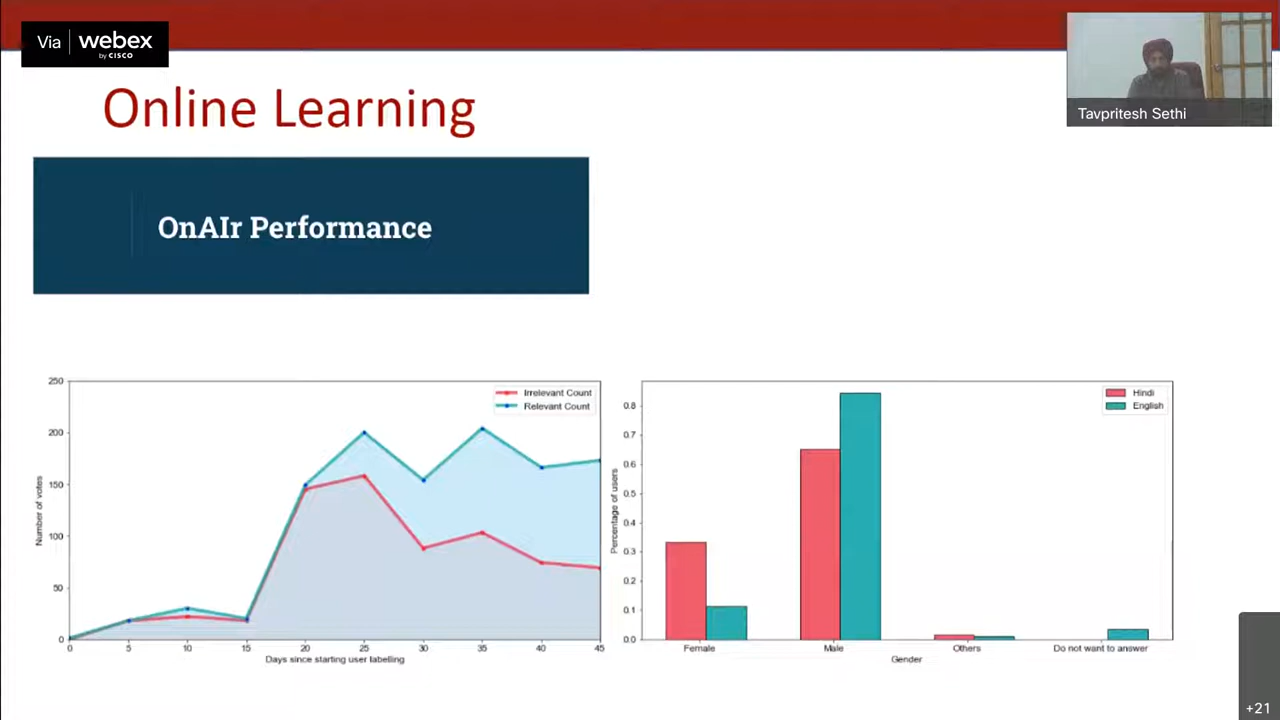 Via webex
by CISCO
Tavpritesh Sethi
Online Learning
OnAIr Performance
250
200
150
100
50
0
Number of votes
Irrelevant Count
Relevant Count
0 5 10 15 20 25 30 35 40 45
Days since starting user labelling
0.8
0.7
0.6
0.5
0.4
0.3
0.2
0.1
0.0
Percentage of users
Hindi
English
Female Male Others Do not want to answer
Gender
+21